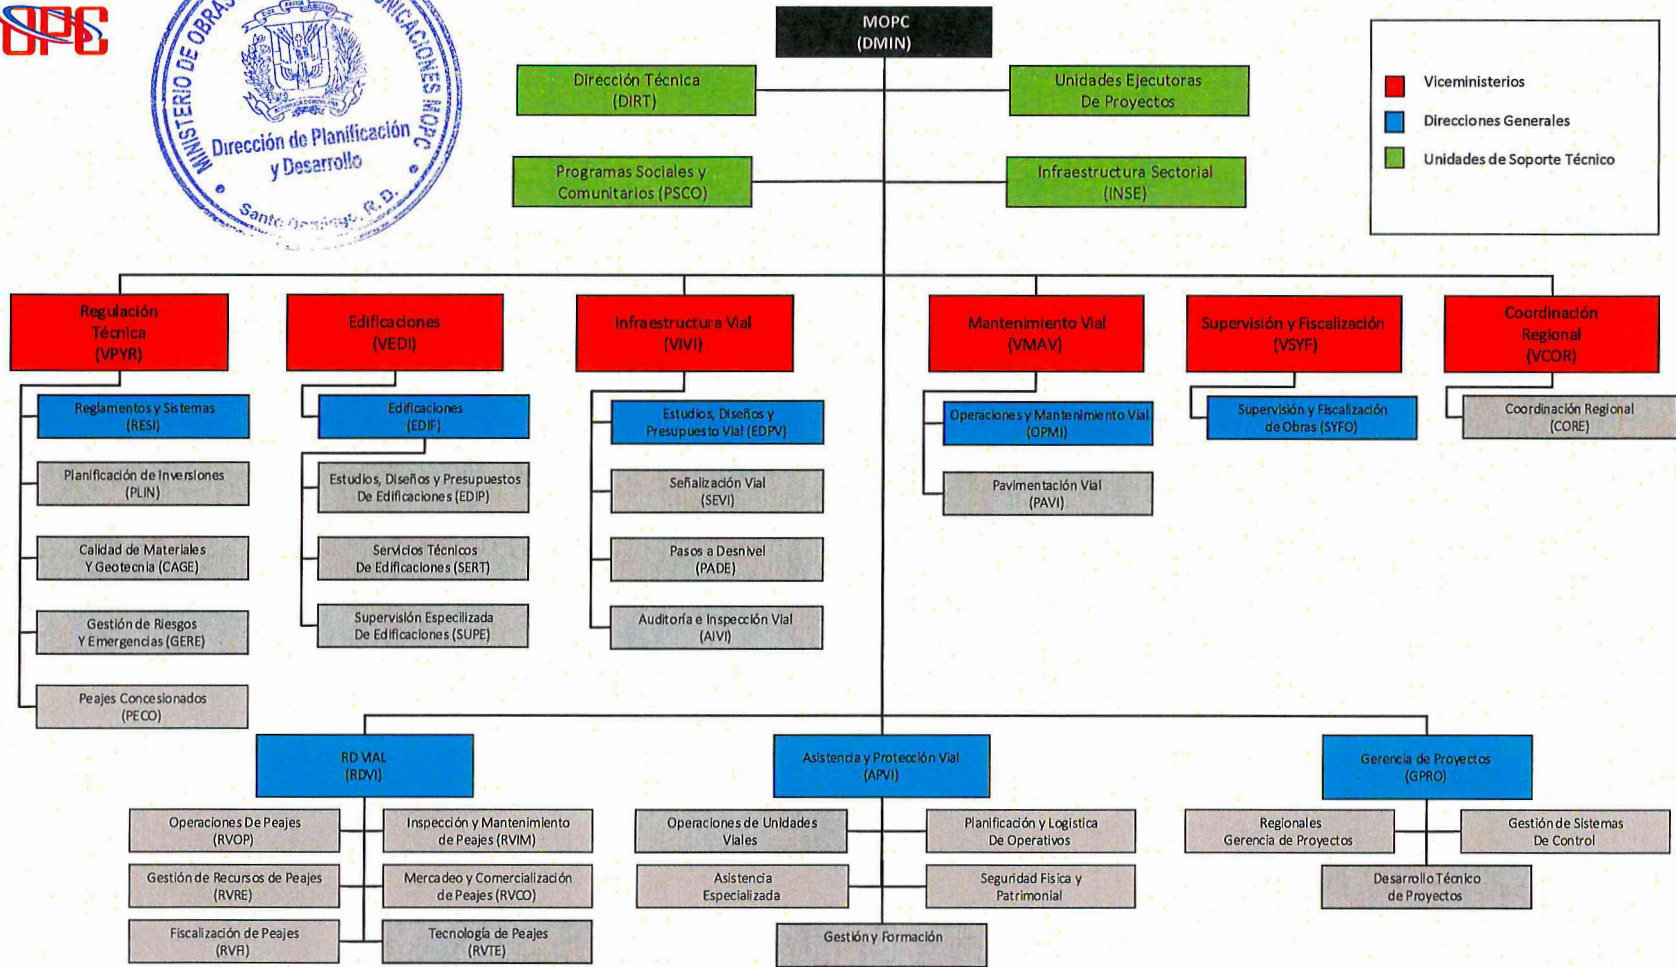 OPC
MINISTERIO DE OBRAS
NICACIONES MOPC
Dirección de Planificación
y Desarrollo
Santo Domingo, R. D.
MOPC
(DMIN)
Dirección Técnica
(DIRT)
Unidades Ejecutoras
De Proyectos
Programas Sociales y
Comunitarios (PSCO)
Infraestructura Sectorial
(INSE)
Viceministerios
Direcciones Generales
Unidades de Soporte Técnico
Regulación
Técnica
(VPYR)
Edificaciones
(VEDI)
Infraestructura Vial
(VIVI)
Mantenimiento Vial
(VMAV)
Supervisión y Fiscalización
(VSYF)
Coordinación
Regional
(VCOR)
Reglamentos y Sistemas
(RESI)
Planificación de Inversiones
(PLIN)
Calidad de Materiales
Y Geotecnia (CAGE)
Gestión de Riesgos
Y Emergencias (GERE)
Peajes Concesionados
(PECO)
Edificaciones
(EDIF)
Estudios, Diseños y Presupuestos
De Edificaciones (EDIP)
Servicios Técnicos
De Edificaciones (SERT)
Supervisión Especilizada
De Edificaciones (SUPE)
Estudios, Diseños y
Presupuesto Vial (EDPV)
Señalización Vial
(SEVI)
Pasos a Desnivel
(PADE)
Auditoría e Inspección Vial
(AIVI)
Operaciones y Mantenimiento Vial
(OPMI)
Pavimentación Vial
(PAVI)
Supervisión y Fiscalización
de Obras (SYFO)
Coordinación Regional
(CORE)
RD VIAL
(RDVI)
Operaciones De Peajes
(RVOP)
Inspección y Mantenimiento
de Peajes (RVIM)
Gestión de Recursos de Peajes
(RVRE)
Mercadeo y Comercialización
de Peajes (RVCO)
Fiscalización de Peajes
(RVFI)
Tecnología de Peajes
(RVTE)
Asistencia y Protección Vial
(APVI)
Operaciones de Unidades
Viales
Planificación y Logistica
De Operativos
Asistencia
Especializada
Seguridad Fisica y
Patrimonial
Gestión y Formación
Gerencia de Proyectos
(GPRO)
Regionales
Gerencia de Proyectos
Gestión de Sistemas
De Control
Desarrollo Técnico
de Proyectos